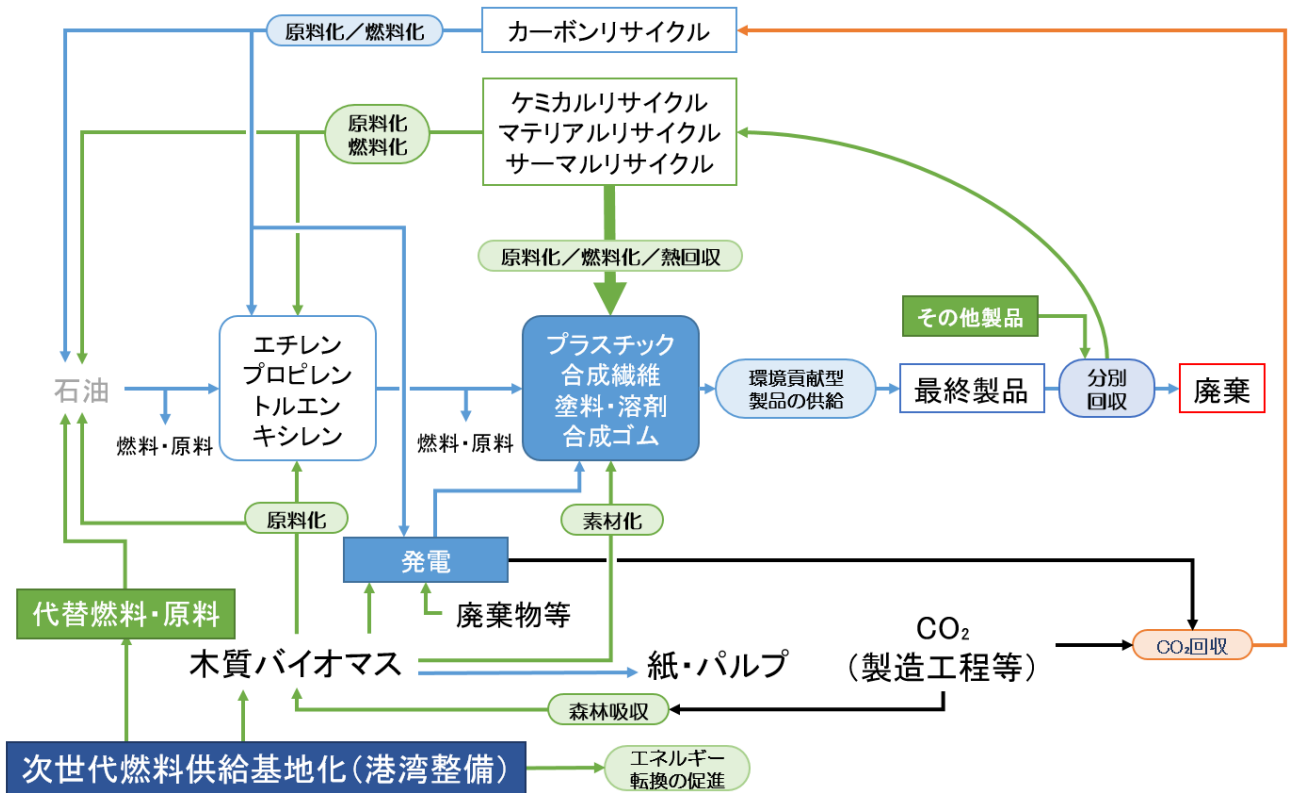 原料化／燃料化
カーボンリサイクル
原料化
燃料化
ケミカルリサイクル
マテリアルリサイクル
サーマルリサイクル
原料化／燃料化／熱回収
その他製品
石油
エチレン
プロピレン
トルエン
キシレン
プラスチック
合成繊維
塗料・溶剤
合成ゴム
環境貢献型
製品の供給
最終製品
分別
回収
廃棄
燃料・原料
燃料・原料
原料化
素材化
発電
代替燃料・原料
廃棄物等
木質バイオマス
紙・パルプ
CO₂
（製造工程等）
CO₂回収
森林吸収
次世代燃料供給基地化（港湾整備）
エネルギー
転換の促進